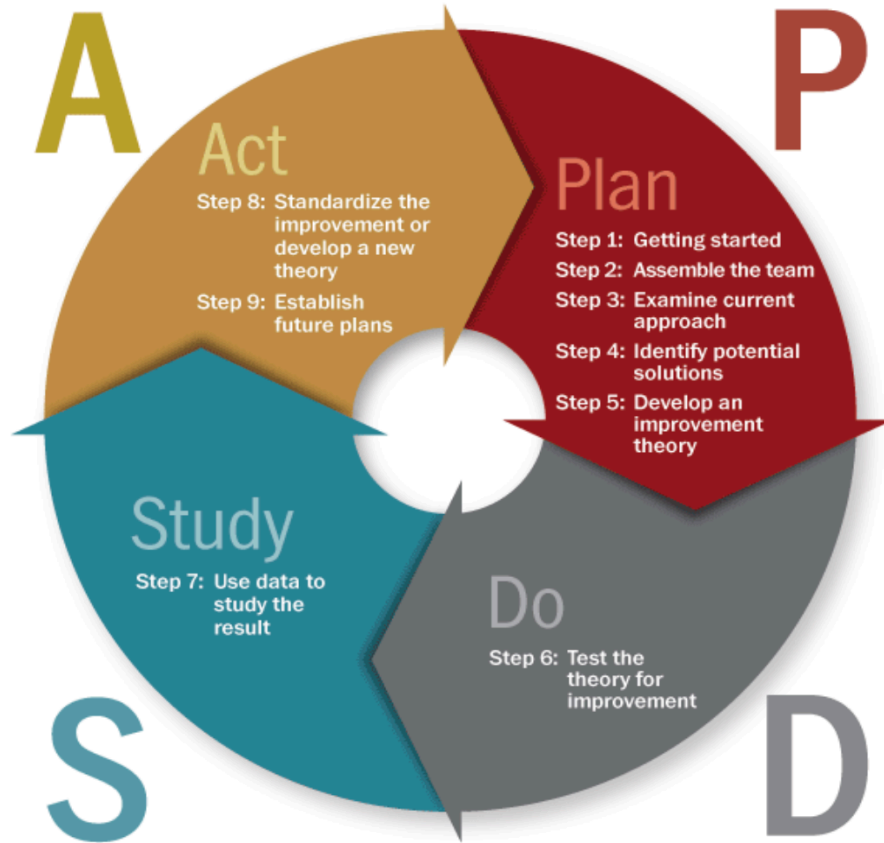 A
P
Act
Step 8: Standardize the
improvement or
develop a new
theory
Step 9: Establish
future plans
Plan
Step 1: Getting started
Step 2: Assemble the team
Step 3: Examine current
approach
Step 4: Identify potential
solutions
Step 5: Develop an
improvement
theory
Study
Step 7: Use data to
study the
result
Do
Step 6: Test the
theory for
improvement
S
D